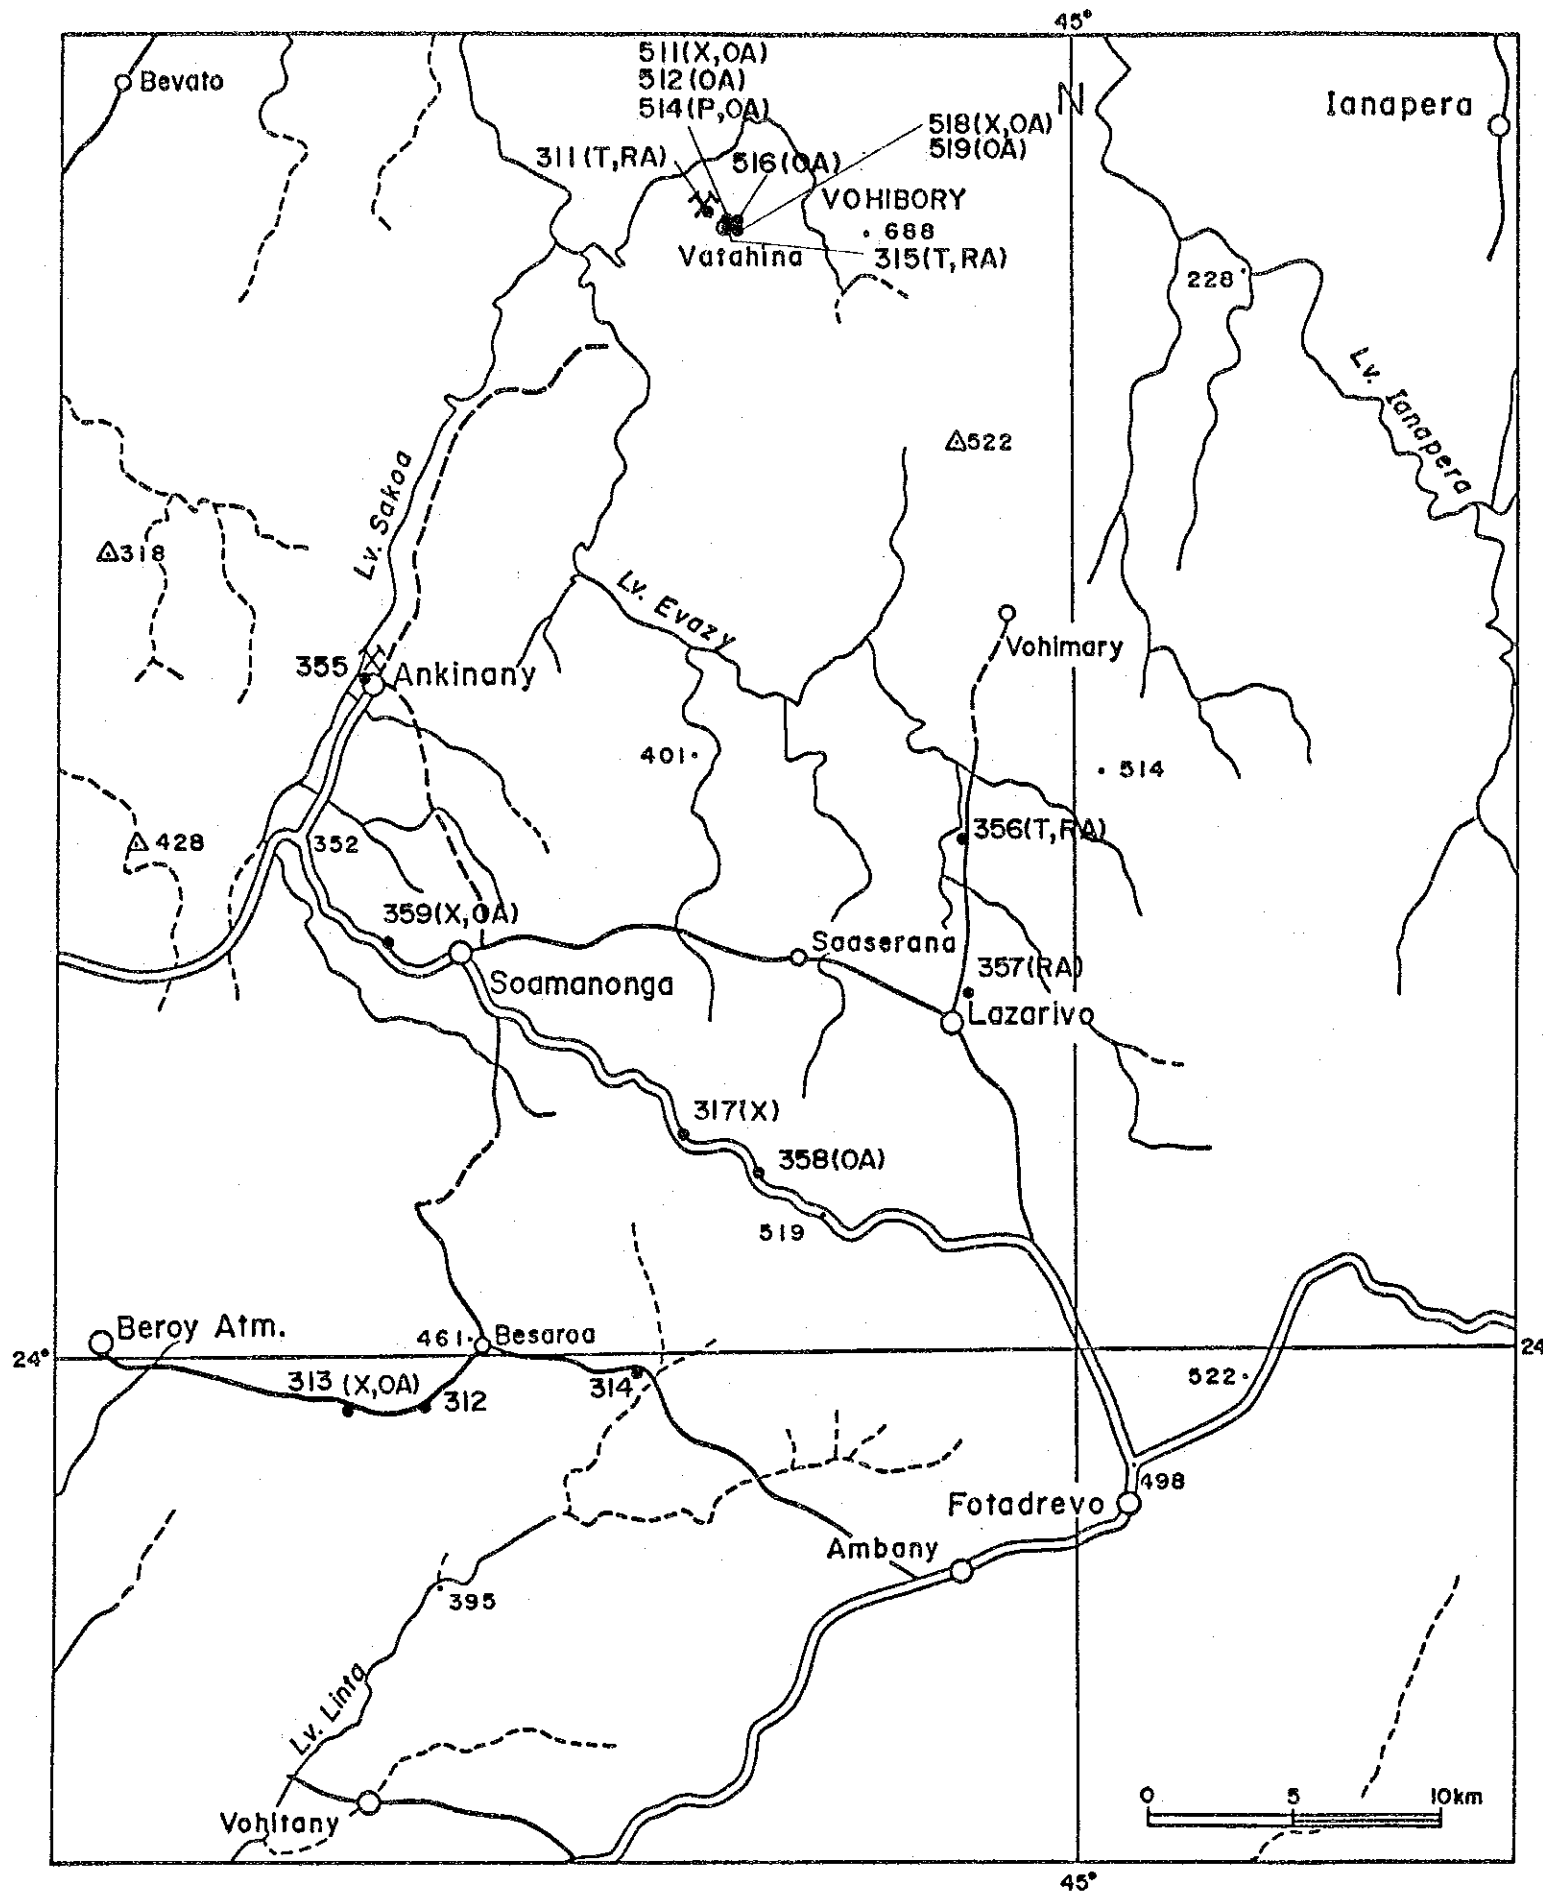 45°
511(X,OA)
512(OA)
514(P,OA)
Bevato
N
Ianapera
518(X,OA)
519(OA)
311(T,RA)
516(OA)
VOHIBORY
688
Vatahina
315(T,RA)
228
Lv. Ianapera
522
Lv. Sakoa
318
Lv. Evazy
Vohimary
355
Ankinany
401
514
356(T,RA)
428
352
359(X,OA)
Saaserana
357(RA)
Soamanonga
Lazarivo
317(X)
358(OA)
519
Beroy Atm.
461
Besaroa
24°
24
313 (X,OA)
312
314
522
498
Fotadrevo
Ambany
395
Lv. Linta
0 5 10km
Vohitany
45°